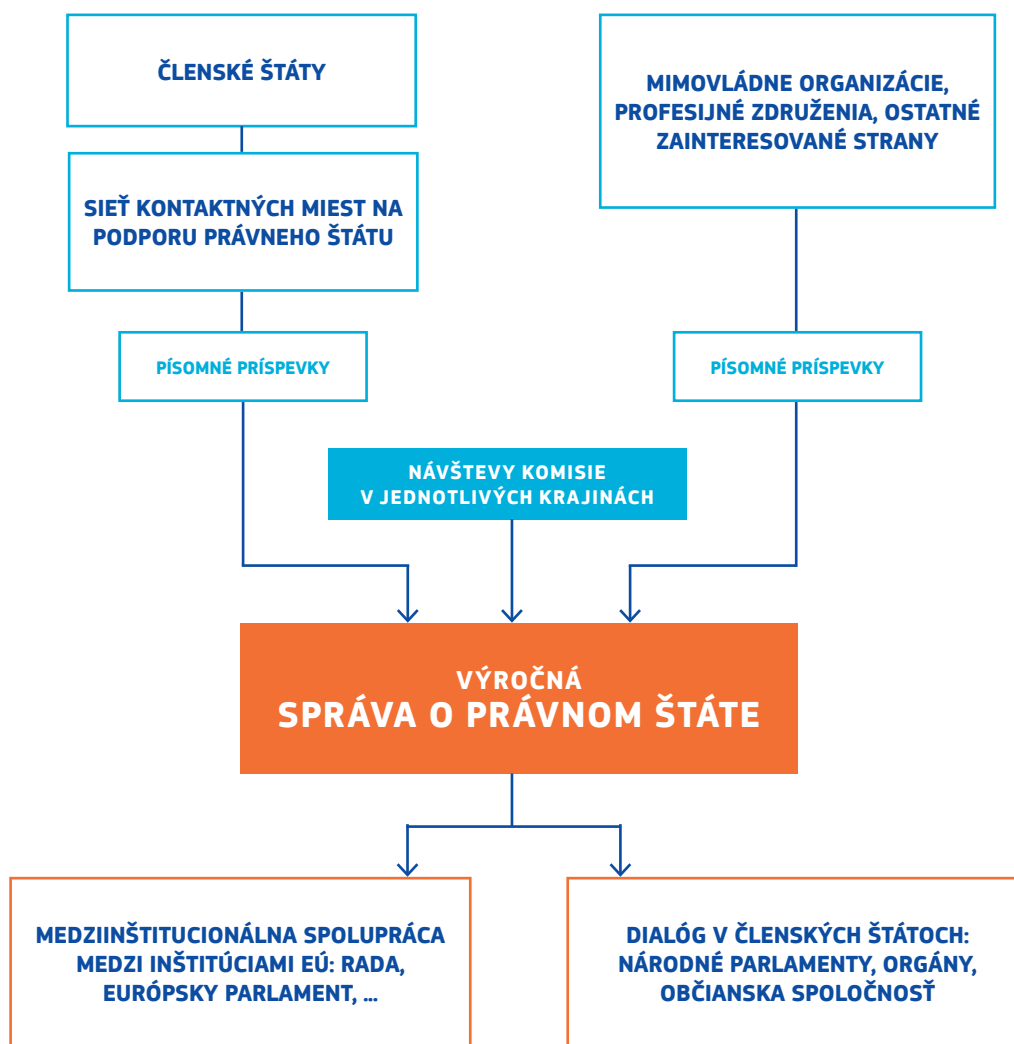 ČLENSKÉ ŠTÁTY
MIMOVLÁDNE ORGANIZÁCIE,
PROFESIJNÉ ZDRUŽENIA, OSTATNÉ
ZAINTERESOVANÉ STRANY
SIEŤ KONTAKTNÝCH MIEST NA
PODPORU PRÁVNEHO ŠTÁTU
PÍSOMNÉ PRÍSPEVKY
PÍSOMNÉ PRÍSPEVKY
NÁVŠTEVY KOMISIE
V JEDNOTLIVÝCH KRAJINÁCH
VÝROČNÁ
SPRÁVA O PRÁVNOM ŠTÁTE
MEDZIINŠTITUCIONÁLNA SPOLUPRÁCA
MEDZI INŠTITÚCIAMI EÚ: RADA,
EURÓPSKY PARLAMENT, ...
DIALÓG V ČLENSKÝCH ŠTÁTOCH:
NÁRODNÉ PARLAMENTY, ORGÁNY,
OBČIANSKA SPOLOČNOSŤ